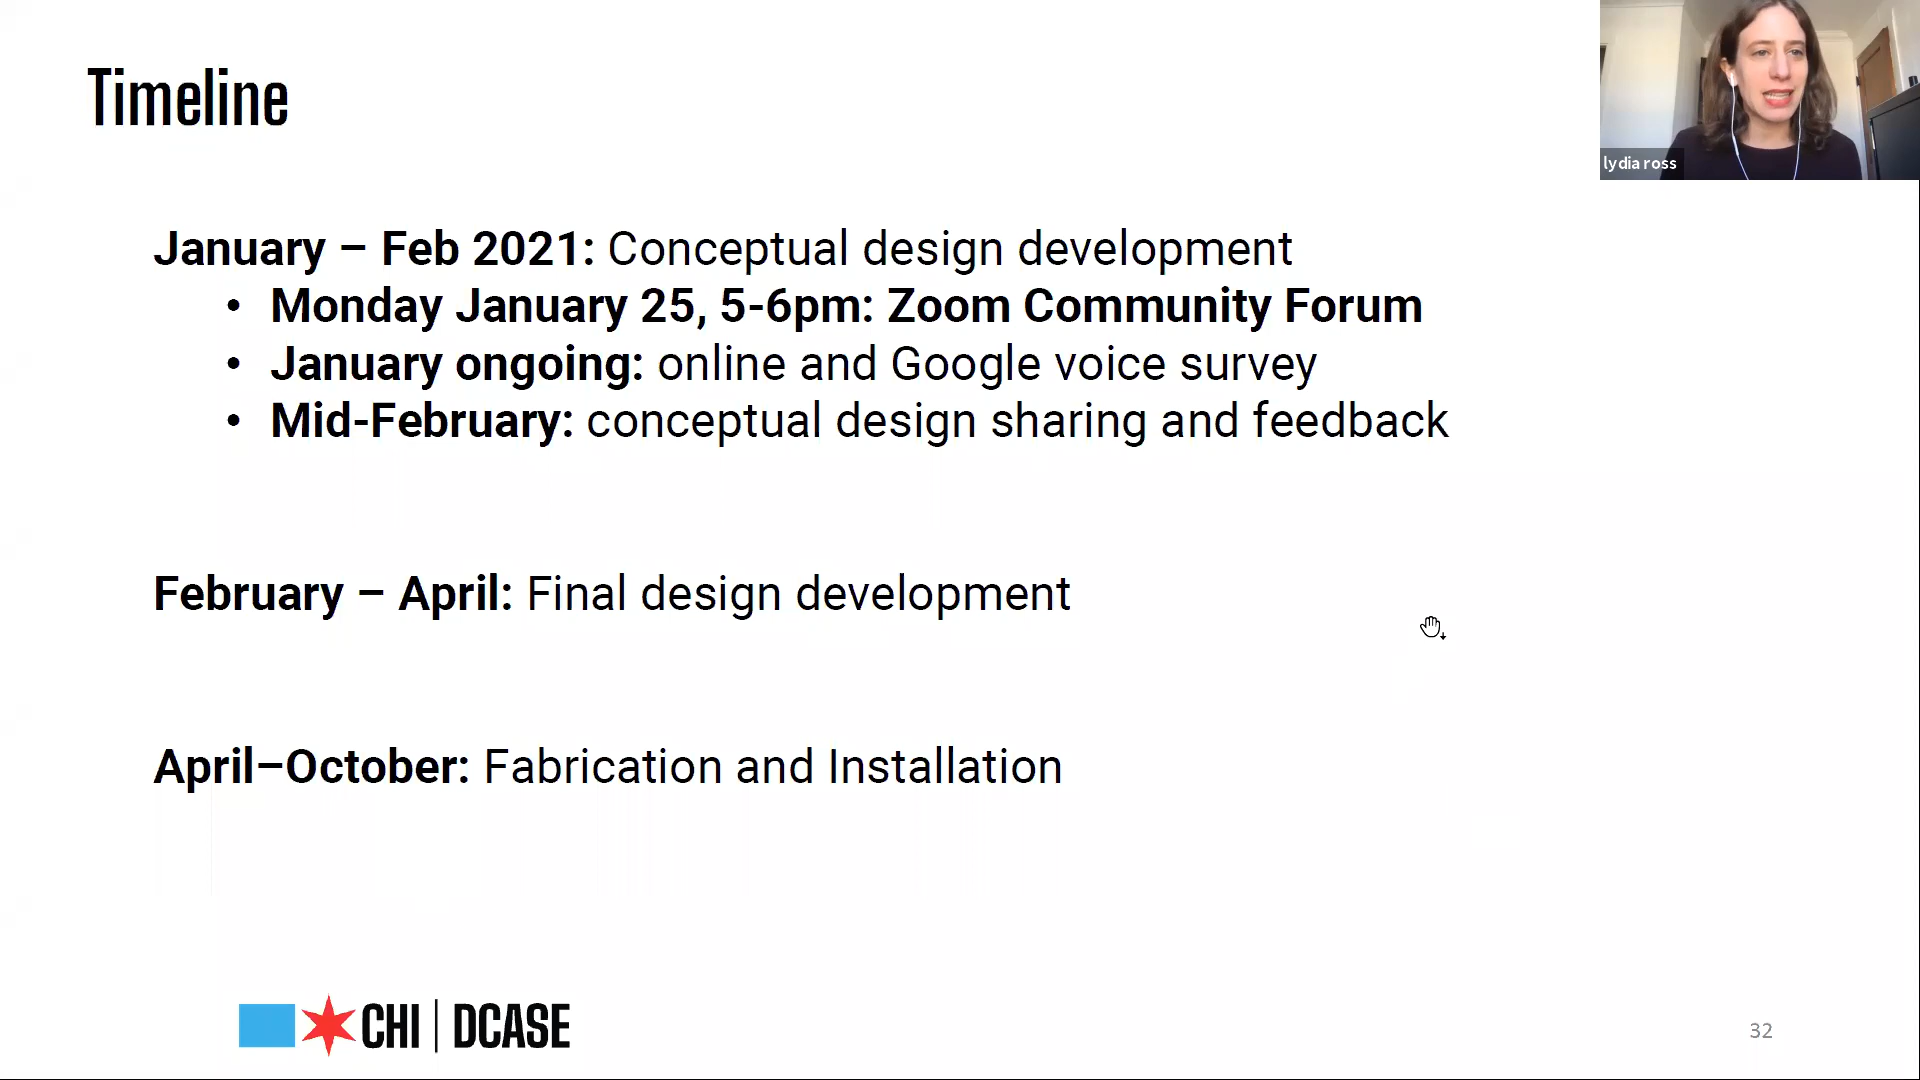 Timeline
lydia ross
January – Feb 2021: Conceptual design development
• Monday January 25, 5-6pm: Zoom Community Forum
• January ongoing: online and Google voice survey
• Mid-February: conceptual design sharing and feedback
February – April: Final design development
April–October: Fabrication and Installation
CHI | DCASE
32